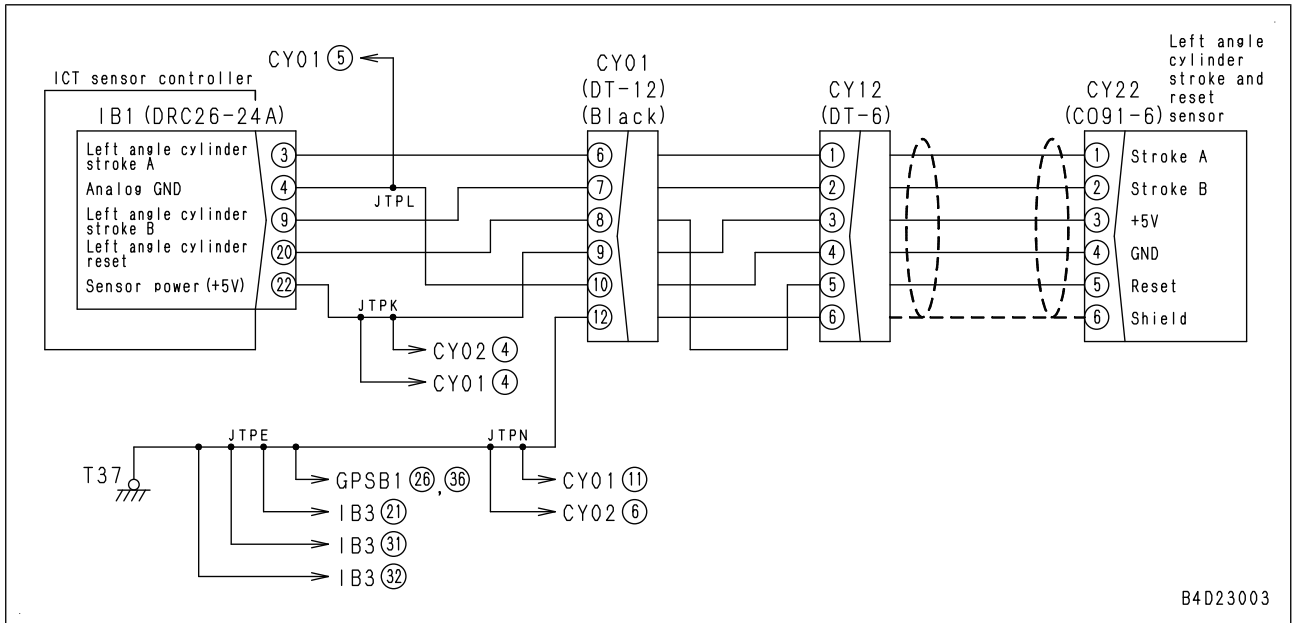 ICT sensor controller
IB1 (DRC26-24A)
Left angle cylinder
stroke A
3
Analog GND
4
Left angle cylinder
stroke B
9
Left angle cylinder
reset
20
Sensor power (+5V)
22
CY01 5
JTPL
JTPK
CY02 4
CY01 4
CY01
(DT-12)
(Black)
6
7
8
9
10
12
CY12
(DT-6)
1
2
3
4
5
6
CY22
(C091-6)
Left angle
cylinder
stroke and
reset
sensor
1 Stroke A
2 Stroke B
3 +5V
4 GND
5 Reset
6 Shield
JTPE
JTPN
T37
GPSB1 26, 36
IB3 21
IB3 31
IB3 32
CY01 11
CY02 6
B4D23003